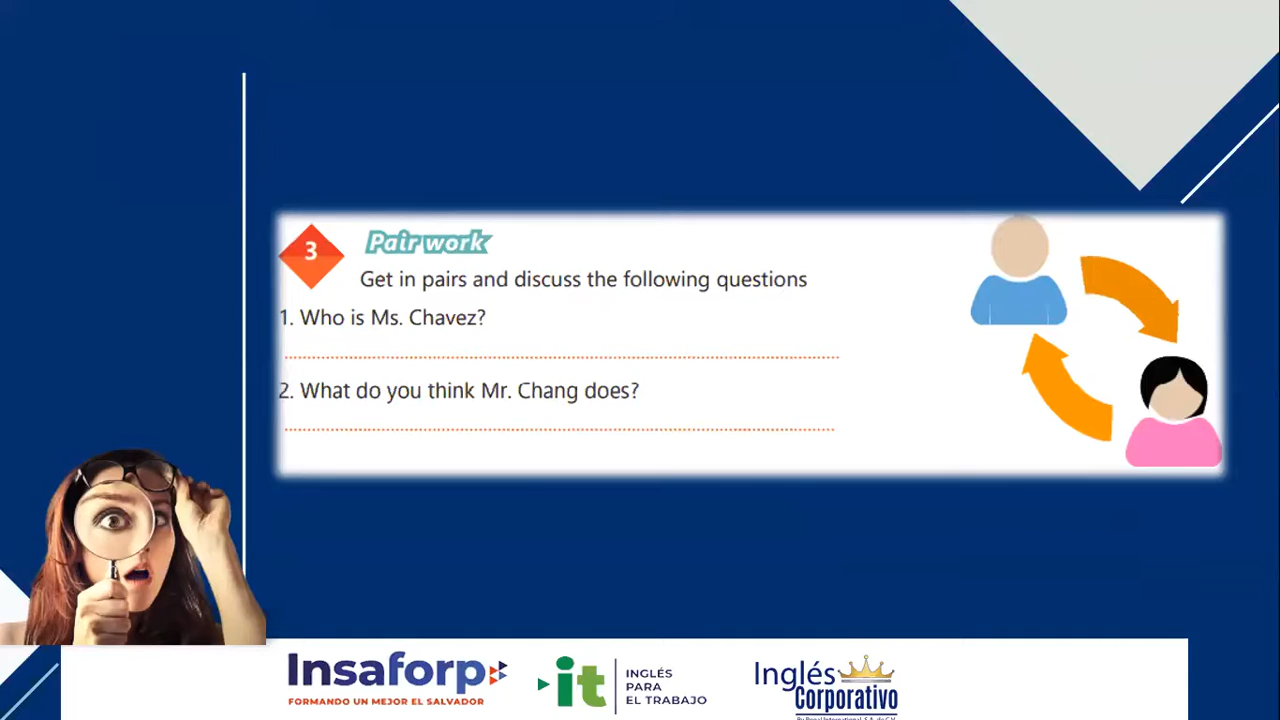 3
Pair work
Get in pairs and discuss the following questions
1. Who is Ms. Chavez?
2. What do you think Mr. Chang does?
Insaforp
FORMANDO UN MEJOR EL SALVADOR
it
INGLÉS
PARA
EL TRABAJO
Inglés
Corporativo